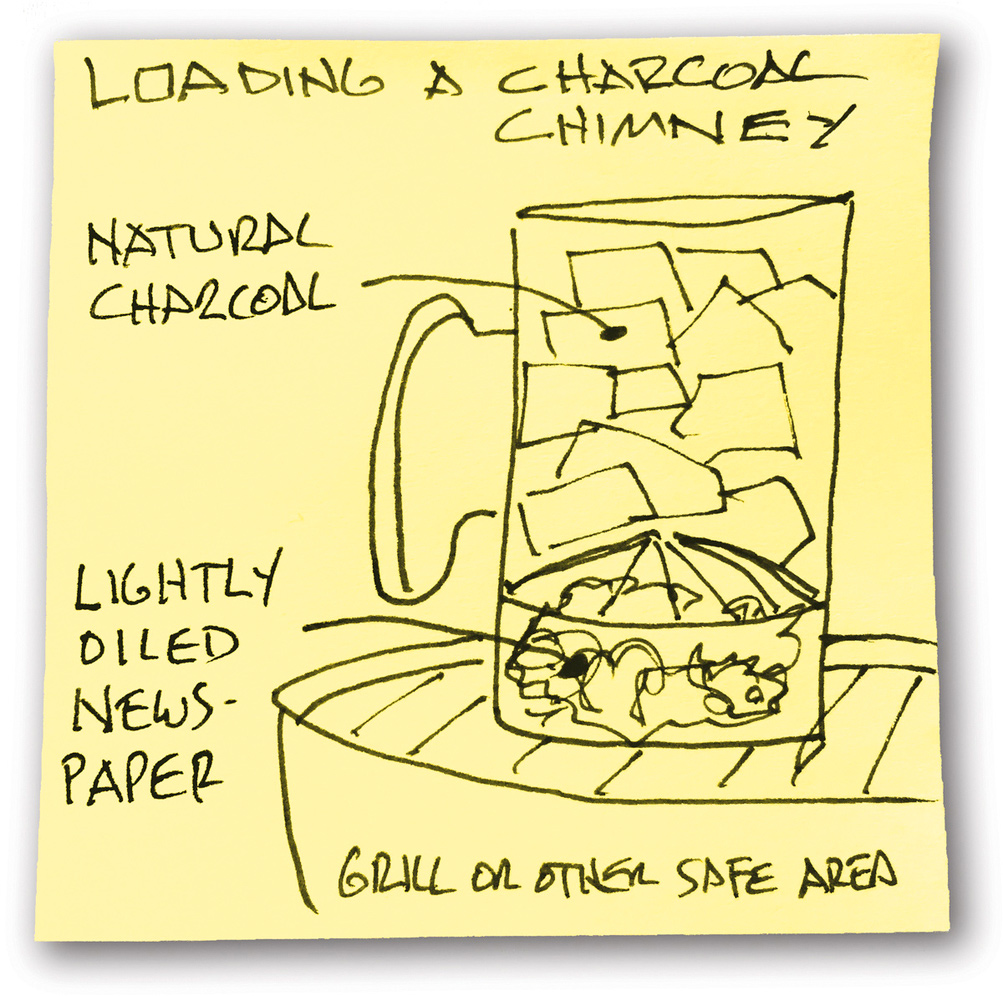 LOADING A CHARCOAL
CHIMNEY
NATURAL
CHARCOAL
LIGHTLY
OILED
NEWS-
PAPER
GRILL OR OTHER SAFE AREA